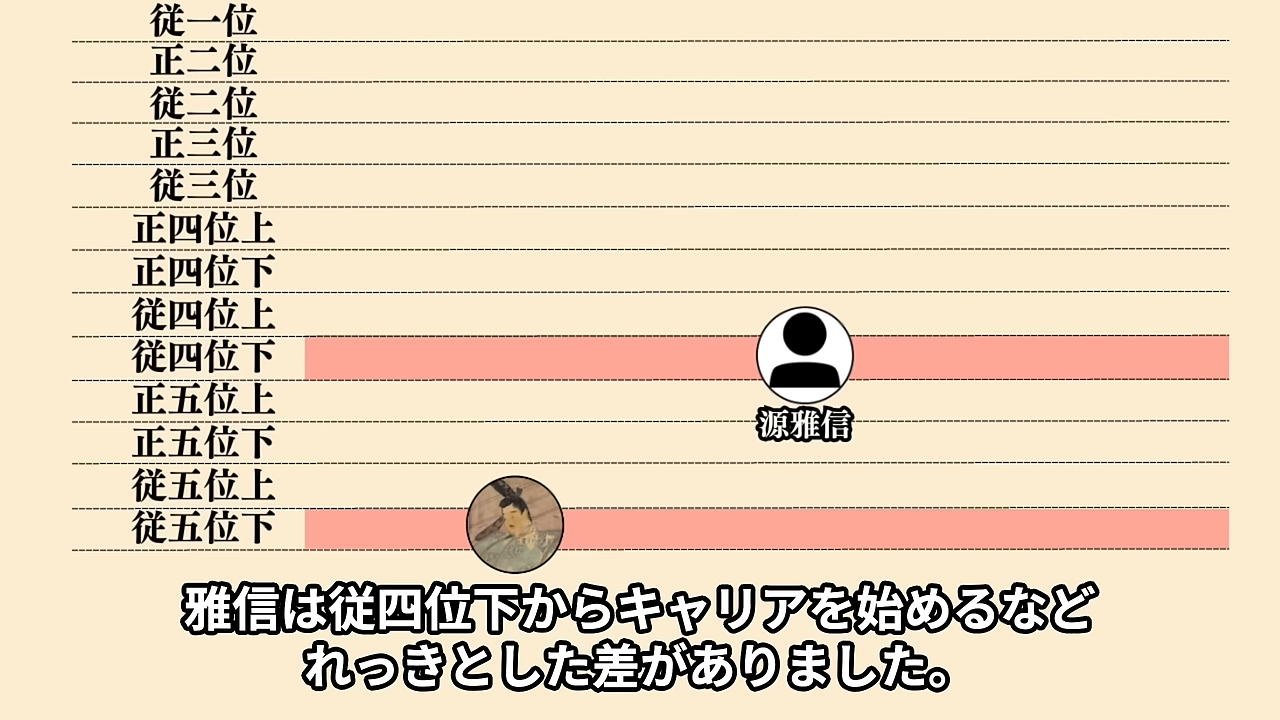 従一位
正二位
従二位
正三位
従三位
正四位上
正四位下
従四位上
従四位下
正五位上
正五位下
従五位上
従五位下
源雅信
雅信は従四位下からキャリアを始めるなど
れっきとした差がありました。